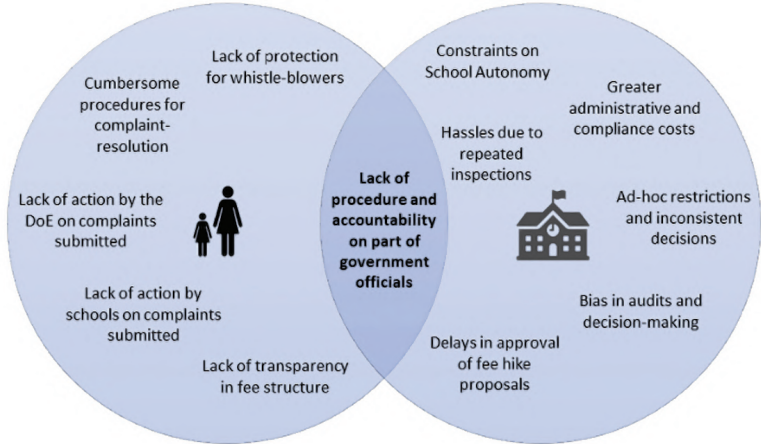 Lack of protection
for whistle-blowers
Cumbersome
procedures for
complaint-
resolution
Lack of action by the
DoE on complaints
submitted
Lack of action by
schools on complaints
submitted
Lack of transparency
in fee structure
Lack of
procedure and
accountability
on part of
government
officials
Constraints on
School Autonomy
Greater
administrative and
compliance costs
Hassles due to
repeated
inspections
Ad-hoc restrictions
and inconsistent
decisions
Bias in audits and
decision-making
Delays in approval
of fee hike
proposals